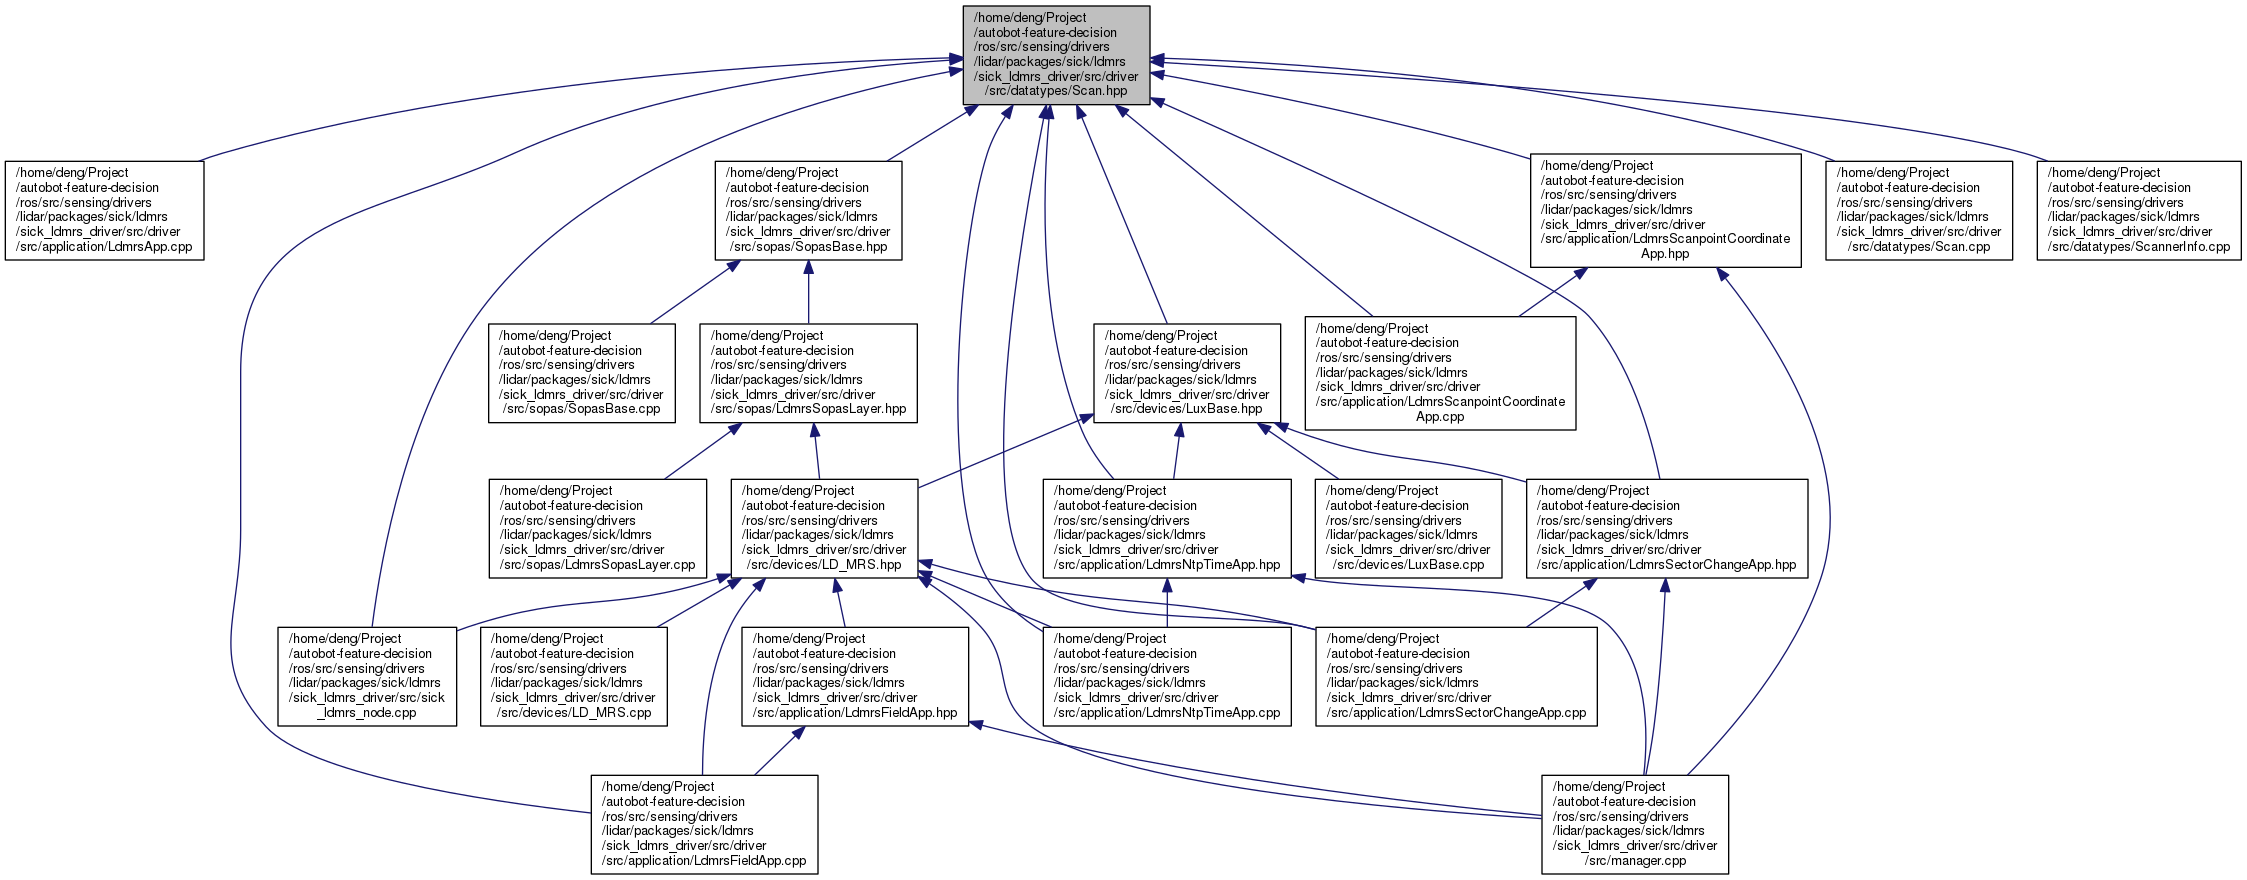 /home/deng/Project
/autobot-feature-decision
/ros/src/sensing/drivers
/lidar/packages/sick/ldmrs
/sick_ldmrs_driver/src/driver
/src/datatypes/Scan.hpp
/home/deng/Project
/autobot-feature-decision
/ros/src/sensing/drivers
/lidar/packages/sick/ldmrs
/sick_ldmrs_driver/src/driver
/src/application/LdmrsApp.cpp
/home/deng/Project
/autobot-feature-decision
/ros/src/sensing/drivers
/lidar/packages/sick/ldmrs
/sick_ldmrs_driver/src/driver
/src/sopas/SopasBase.hpp
/home/deng/Project
/autobot-feature-decision
/ros/src/sensing/drivers
/lidar/packages/sick/ldmrs
/sick_ldmrs_driver/src/driver
/src/application/LdmrsScanpointCoordinate
App.hpp
/home/deng/Project
/autobot-feature-decision
/ros/src/sensing/drivers
/lidar/packages/sick/ldmrs
/sick_ldmrs_driver/src/driver
/src/datatypes/Scan.cpp
/home/deng/Project
/autobot-feature-decision
/ros/src/sensing/drivers
/lidar/packages/sick/ldmrs
/sick_ldmrs_driver/src/driver
/src/datatypes/ScannerInfo.cpp
/home/deng/Project
/autobot-feature-decision
/ros/src/sensing/drivers
/lidar/packages/sick/ldmrs
/sick_ldmrs_driver/src/driver
/src/sopas/SopasBase.cpp
/home/deng/Project
/autobot-feature-decision
/ros/src/sensing/drivers
/lidar/packages/sick/ldmrs
/sick_ldmrs_driver/src/driver
/src/sopas/LdmrsSopasLayer.hpp
/home/deng/Project
/autobot-feature-decision
/ros/src/sensing/drivers
/lidar/packages/sick/ldmrs
/sick_ldmrs_driver/src/driver
/src/devices/LuxBase.hpp
/home/deng/Project
/autobot-feature-decision
/ros/src/sensing/drivers
/lidar/packages/sick/ldmrs
/sick_ldmrs_driver/src/driver
/src/application/LdmrsScanpointCoordinate
App.cpp
/home/deng/Project
/autobot-feature-decision
/ros/src/sensing/drivers
/lidar/packages/sick/ldmrs
/sick_ldmrs_driver/src/driver
/src/sopas/LdmrsSopasLayer.cpp
/home/deng/Project
/autobot-feature-decision
/ros/src/sensing/drivers
/lidar/packages/sick/ldmrs
/sick_ldmrs_driver/src/driver
/src/devices/LD_MRS.hpp
/home/deng/Project
/autobot-feature-decision
/ros/src/sensing/drivers
/lidar/packages/sick/ldmrs
/sick_ldmrs_driver/src/driver
/src/application/LdmrsNtpTimeApp.hpp
/home/deng/Project
/autobot-feature-decision
/ros/src/sensing/drivers
/lidar/packages/sick/ldmrs
/sick_ldmrs_driver/src/driver
/src/devices/LuxBase.cpp
/home/deng/Project
/autobot-feature-decision
/ros/src/sensing/drivers
/lidar/packages/sick/ldmrs
/sick_ldmrs_driver/src/driver
/src/application/LdmrsSectorChangeApp.hpp
/home/deng/Project
/autobot-feature-decision
/ros/src/sensing/drivers
/lidar/packages/sick/ldmrs
/sick_ldmrs_driver/src/sick
_ldmrs_node.cpp
/home/deng/Project
/autobot-feature-decision
/ros/src/sensing/drivers
/lidar/packages/sick/ldmrs
/sick_ldmrs_driver/src/driver
/src/devices/LD_MRS.cpp
/home/deng/Project
/autobot-feature-decision
/ros/src/sensing/drivers
/lidar/packages/sick/ldmrs
/sick_ldmrs_driver/src/driver
/src/application/LdmrsFieldApp.hpp
/home/deng/Project
/autobot-feature-decision
/ros/src/sensing/drivers
/lidar/packages/sick/ldmrs
/sick_ldmrs_driver/src/driver
/src/application/LdmrsNtpTimeApp.cpp
/home/deng/Project
/autobot-feature-decision
/ros/src/sensing/drivers
/lidar/packages/sick/ldmrs
/sick_ldmrs_driver/src/driver
/src/application/LdmrsSectorChangeApp.cpp
/home/deng/Project
/autobot-feature-decision
/ros/src/sensing/drivers
/lidar/packages/sick/ldmrs
/sick_ldmrs_driver/src/driver
/src/application/LdmrsFieldApp.cpp
/home/deng/Project
/autobot-feature-decision
/ros/src/sensing/drivers
/lidar/packages/sick/ldmrs
/sick_ldmrs_driver/src/driver
/src/manager.cpp